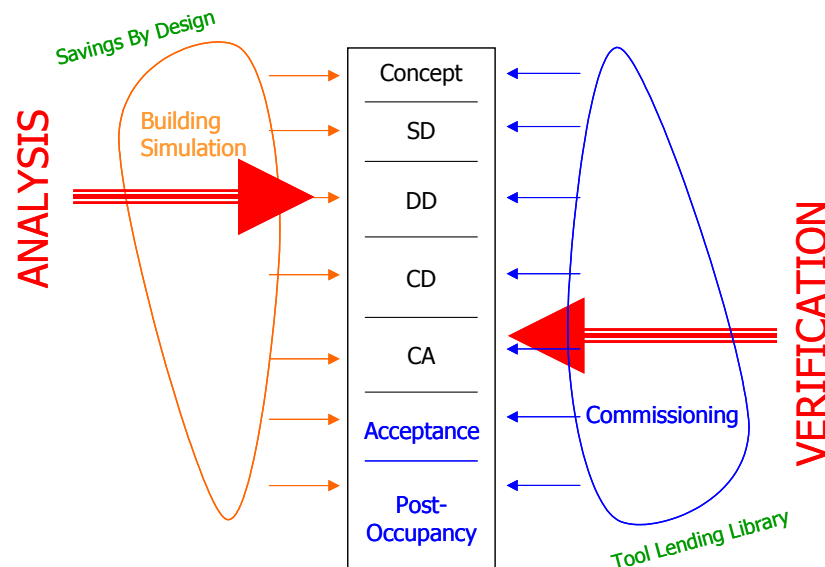 Savings By Design
ANALYSIS
Building
Simulation
Concept
SD
DD
CD
CA
Acceptance
Post-
Occupancy
Commissioning
VERIFICATION
Tool Lending Library